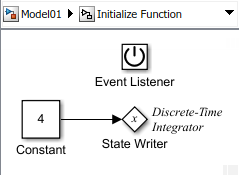 Model01 Initialize Function
Event Listener
4
x
Discrete-Time
Integrator
Constant
State Writer